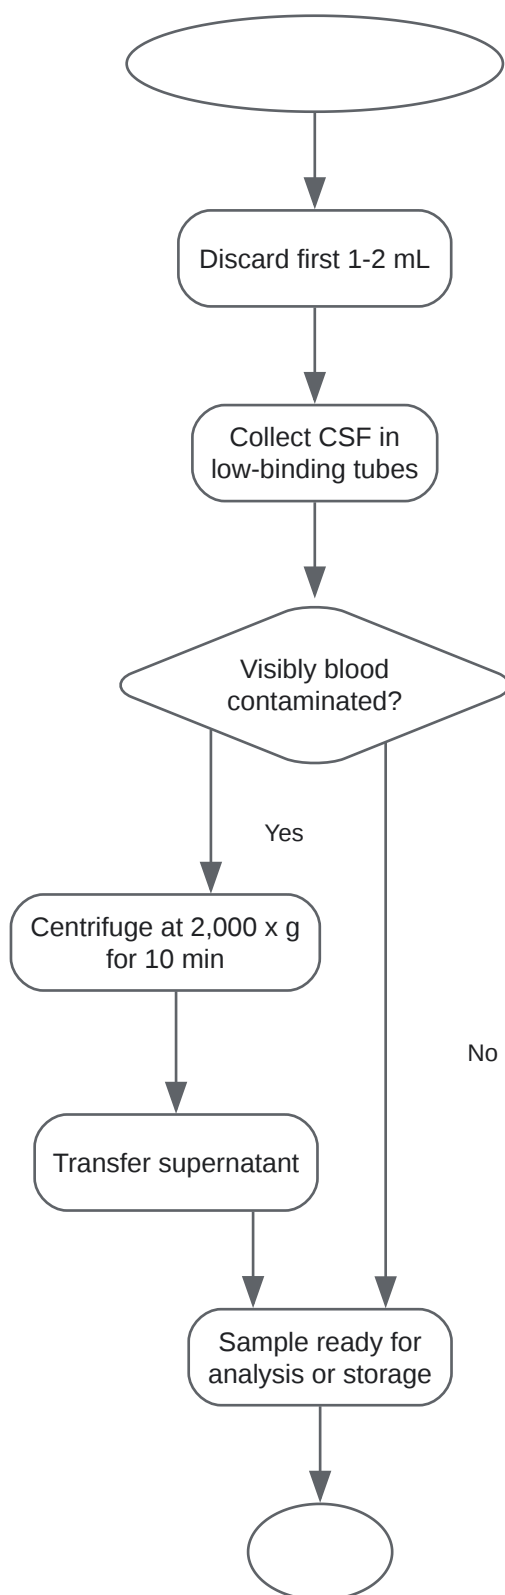 Discard first 1-2 mL
Collect CSF in
low-binding tubes
Visibly blood
contaminated?
Yes
Centrifuge at 2,000 x g
for 10 min
No
Transfer supernatant
Sample ready for
analysis or storage